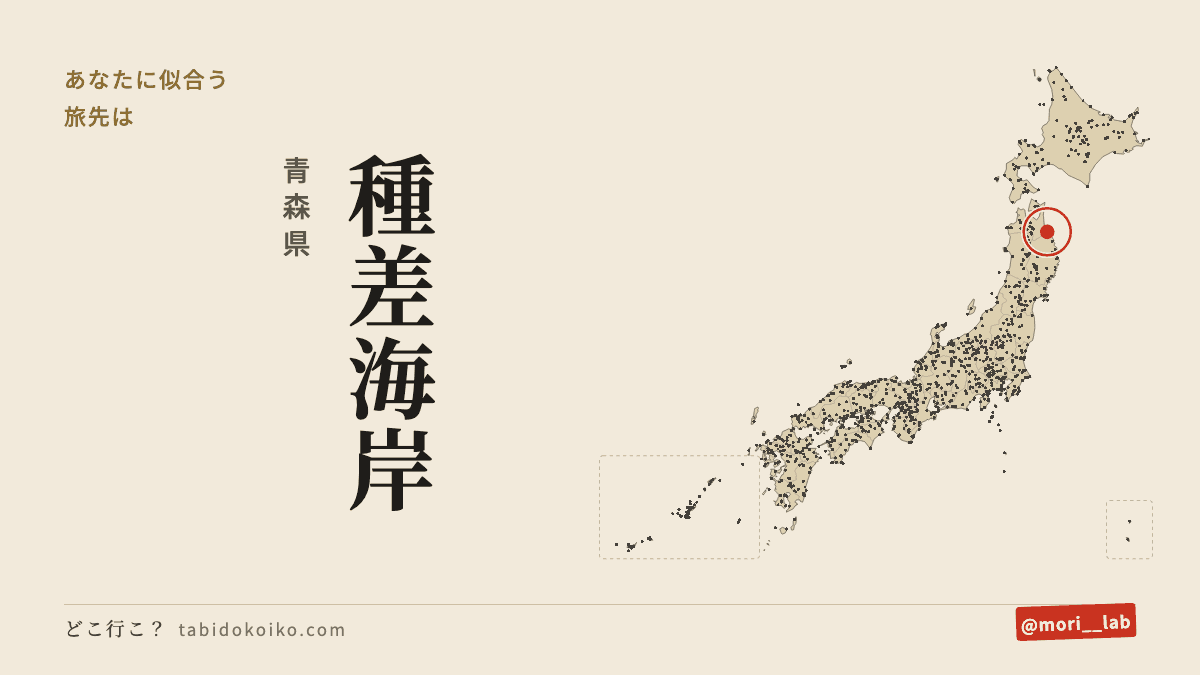 あなたに似合う
旅先は
種差海岸
青森県
どこ行こ？ tabidokoiko.com
@mori__lab